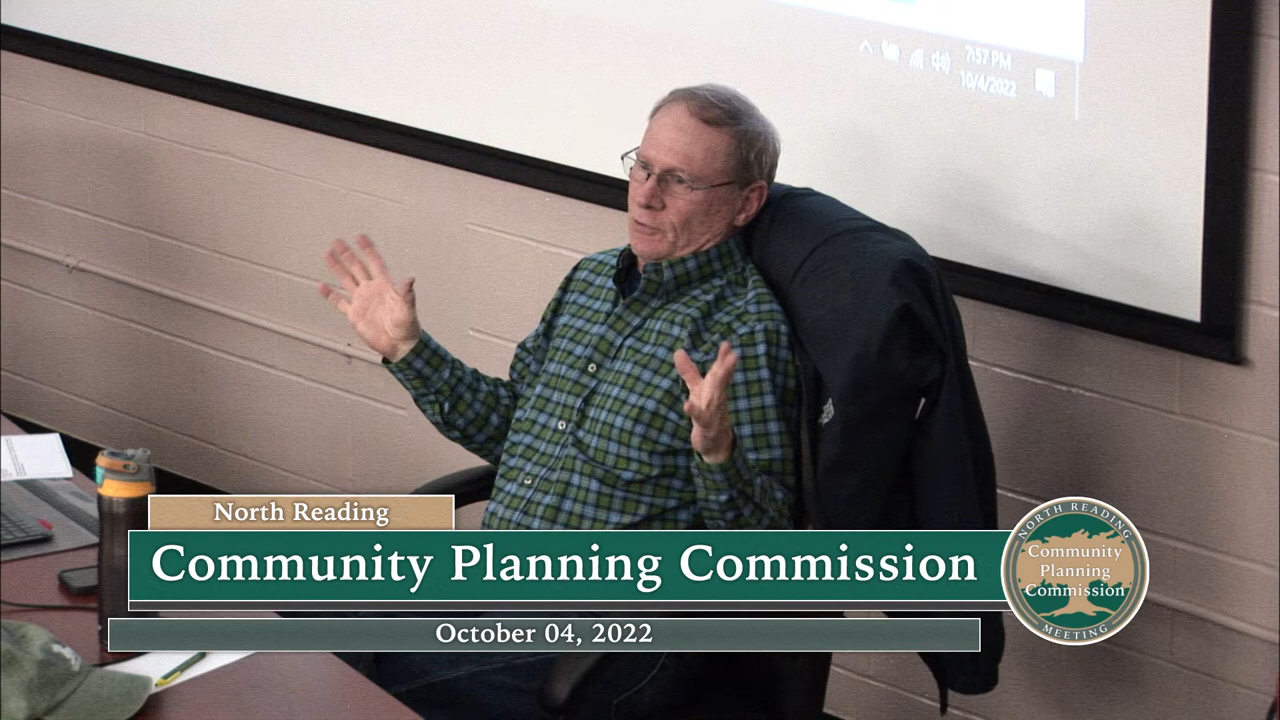 7:57 PM
10/4/2022
North Reading
Community Planning Commission
October 04, 2022
NORTH READING
Community
Planning
Commission
MEETING